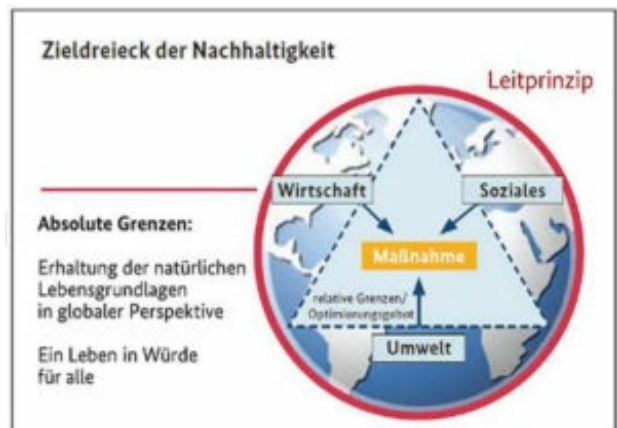 Zieldreieck der Nachhaltigkeit
Leitprinzip
Wirtschaft
Soziales
Absolute Grenzen:
Maßnahme
Erhaltung der natürlichen
Lebensgrundlagen
in globaler Perspektive
relative Grenzen/
Optimierungsgebot
Umwelt
Ein Leben in Würde
für alle